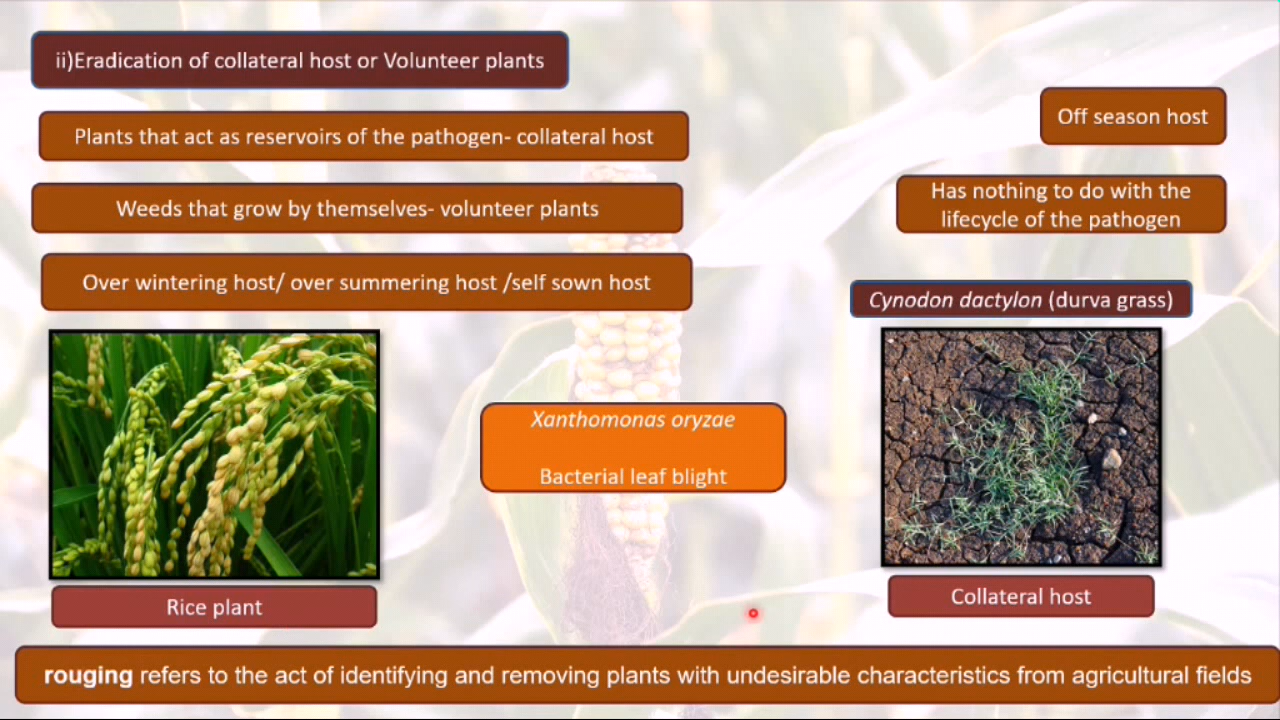 ii)Eradication of collateral host or Volunteer plants
Plants that act as reservoirs of the pathogen- collateral host
Weeds that grow by themselves- volunteer plants
Over wintering host/ over summering host /self sown host
Off season host
Has nothing to do with the
lifecycle of the pathogen
Cynodon dactylon (durva grass)
Xanthomonas oryzae
Bacterial leaf blight
Rice plant
Collateral host
rouging refers to the act of identifying and removing plants with undesirable characteristics from agricultural fields